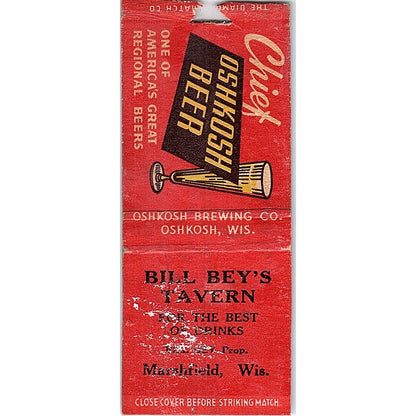 THE DIAMOND MATCH CO
Chief
OSHKOSH
BEER
ONE OF
AMERICA'S GREAT
REGIONAL BEERS
OSHKOSH BREWING CO.
OSHKOSH, WIS.
BILL BEY'S
TAVERN
FOR THE BEST
OF DRINKS
BEY Prop.
Marshfield, Wis.
CLOSE COVER BEFORE STRIKING MATCH